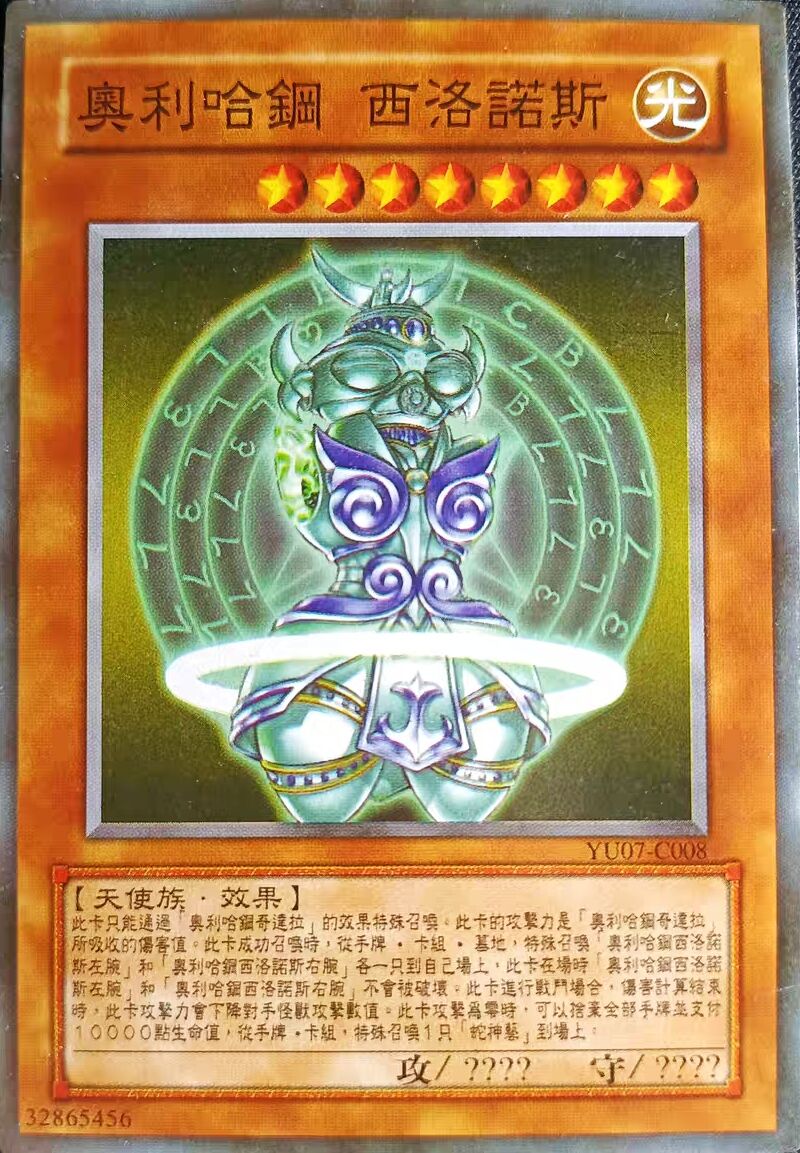 奧利哈鋼 西洛諾斯 光
YU07-C008
【天使族·效果】
此卡只能通過「奧利哈鋼哥達拉」的效果特殊召喚。此卡的攻擊力是「奧利哈鋼哥達拉」
所吸收的傷害值。此卡成功召喚時，從手牌·卡組·墓地，特殊召喚「奧利哈鋼西洛諾
斯左腕」和「奧利哈鋼西洛諾斯右腕」各一只到自己場上，此卡在場時「奧利哈鋼西洛諾
斯左腕」和「奧利哈鋼西洛諾斯右腕」不會被破壞。此卡進行戰鬥場合，傷害計算結束
時，此卡攻擊力會下降對手怪獸攻擊數值。此卡攻擊爲零時，可以捨棄全部手牌並支付
10000點生命值，從手牌·卡組，特殊召喚1只「蛇神藝」到場上。
攻/ ???? 守/ ????
32865456